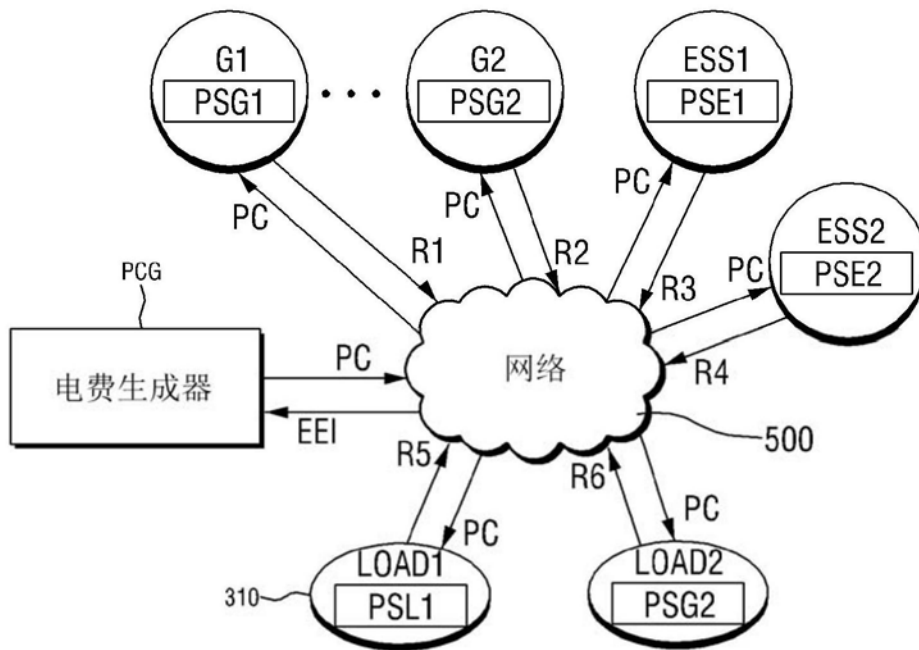 G1
PSG1
G2
PSG2
ESS1
PSE1
PC
R1
PC
R2
PC
R3
ESS2
PSE2
PC
R4
PCG
电费生成器
PC
EEI
网络
500
R5
PC
R6
PC
310
LOAD1
PSL1
LOAD2
PSG2